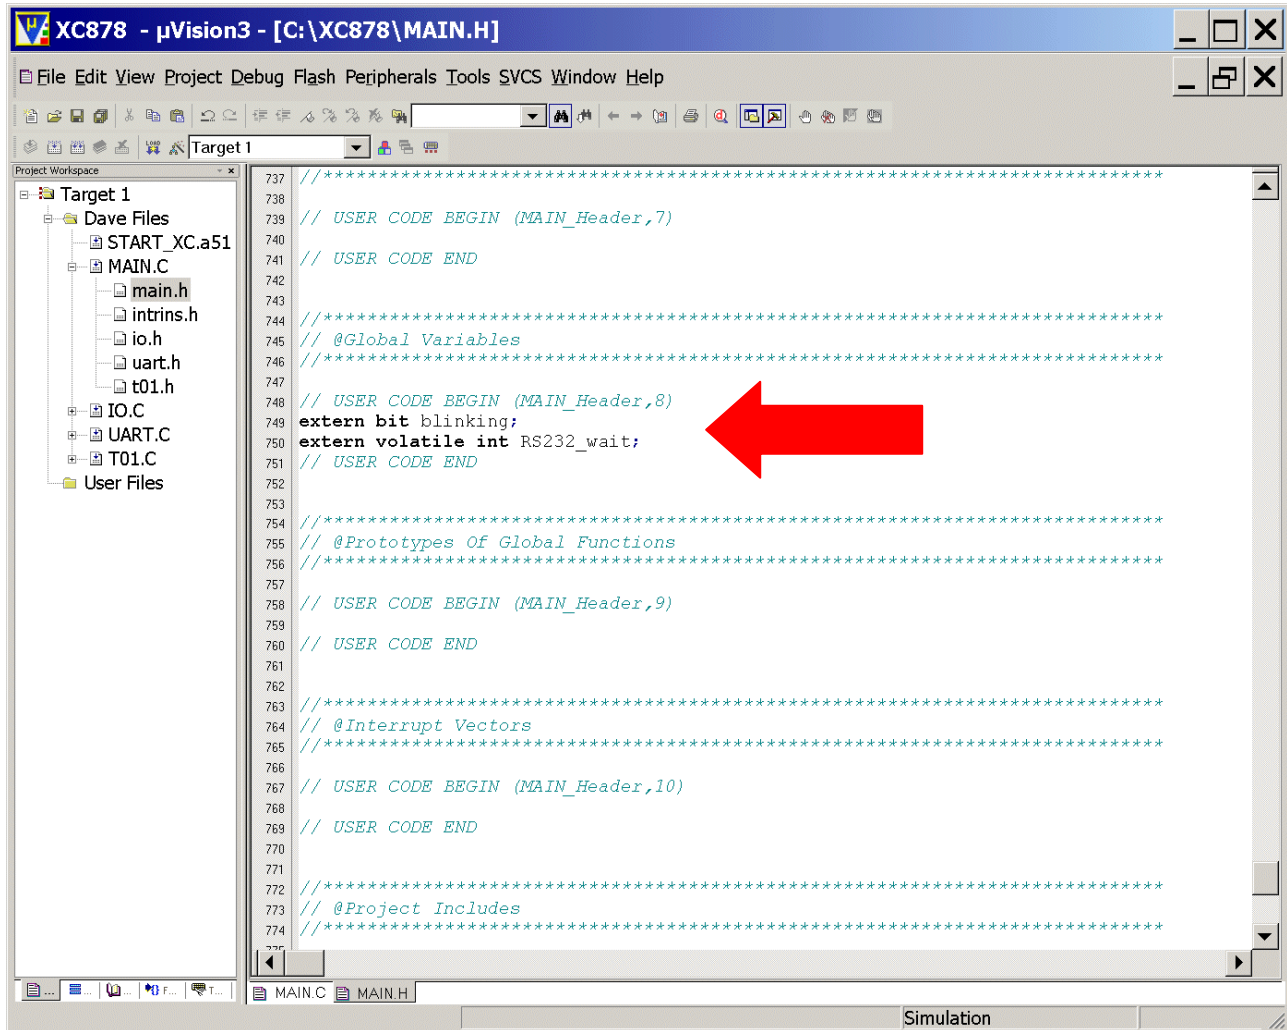 XC878 - µVision3 - [C:\XC878\MAIN.H]
File Edit View Project Debug Flash Peripherals Tools SVCS Window Help
Target 1
Project Workspace
Target 1
Dave Files
START_XC.a51
MAIN.C
main.h
intrins.h
io.h
uart.h
t01.h
IO.C
UART.C
T01.C
User Files
737 //****************************************************************************
738
739 // USER CODE BEGIN (MAIN_Header,7)
740
741 // USER CODE END
742
743
744 //****************************************************************************
745 // @Global Variables
746 //****************************************************************************
747
748 // USER CODE BEGIN (MAIN_Header,8)
749 extern bit blinking;
750 extern volatile int RS232_wait;
751 // USER CODE END
752
753
754 //****************************************************************************
755 // @Prototypes Of Global Functions
756 //****************************************************************************
757
758 // USER CODE BEGIN (MAIN_Header,9)
759
760 // USER CODE END
761
762
763 //****************************************************************************
764 // @Interrupt Vectors
765 //****************************************************************************
766
767 // USER CODE BEGIN (MAIN_Header,10)
768
769 // USER CODE END
770
771
772 //****************************************************************************
773 // @Project Includes
774 //****************************************************************************
... ... ... F... T...
MAIN.C MAIN.H
Simulation